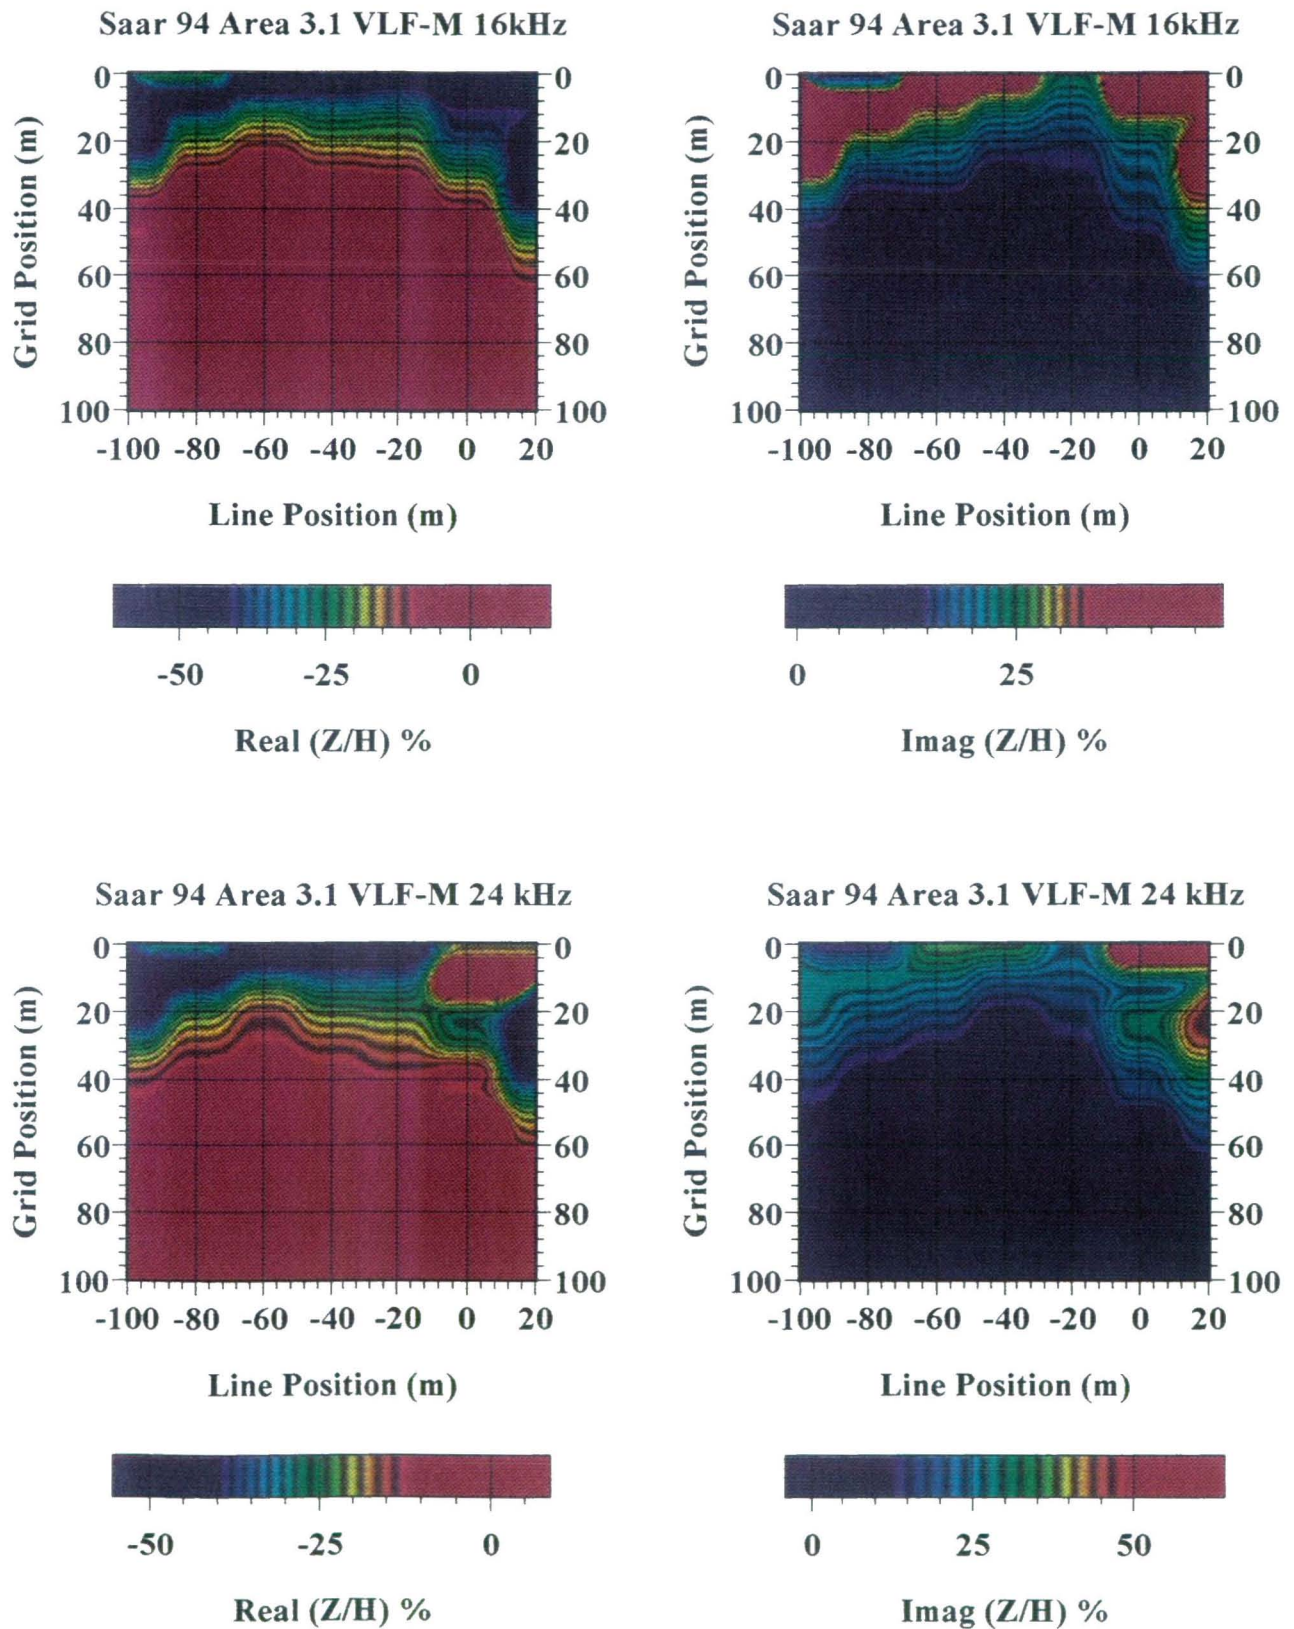 Saar 94 Area 3.1 VLF-M 16kHz
0 0
20 20
40 40
60 60
80 80
100 100
Grid Position (m)
-100 -80 -60 -40 -20 0 20
Line Position (m)
-50 -25 0
Real (Z/H) %
Saar 94 Area 3.1 VLF-M 16kHz
0 0
20 20
40 40
60 60
80 80
100 100
Grid Position (m)
-100 -80 -60 -40 -20 0 20
Line Position (m)
0 25
Imag (Z/H) %
Saar 94 Area 3.1 VLF-M 24 kHz
0 0
20 20
40 40
60 60
80 80
100 100
Grid Position (m)
-100 -80 -60 -40 -20 0 20
Line Position (m)
-50 -25 0
Real (Z/H) %
Saar 94 Area 3.1 VLF-M 24 kHz
0 0
20 20
40 40
60 60
80 80
100 100
Grid Position (m)
-100 -80 -60 -40 -20 0 20
Line Position (m)
0 25 50
Imag (Z/H) %